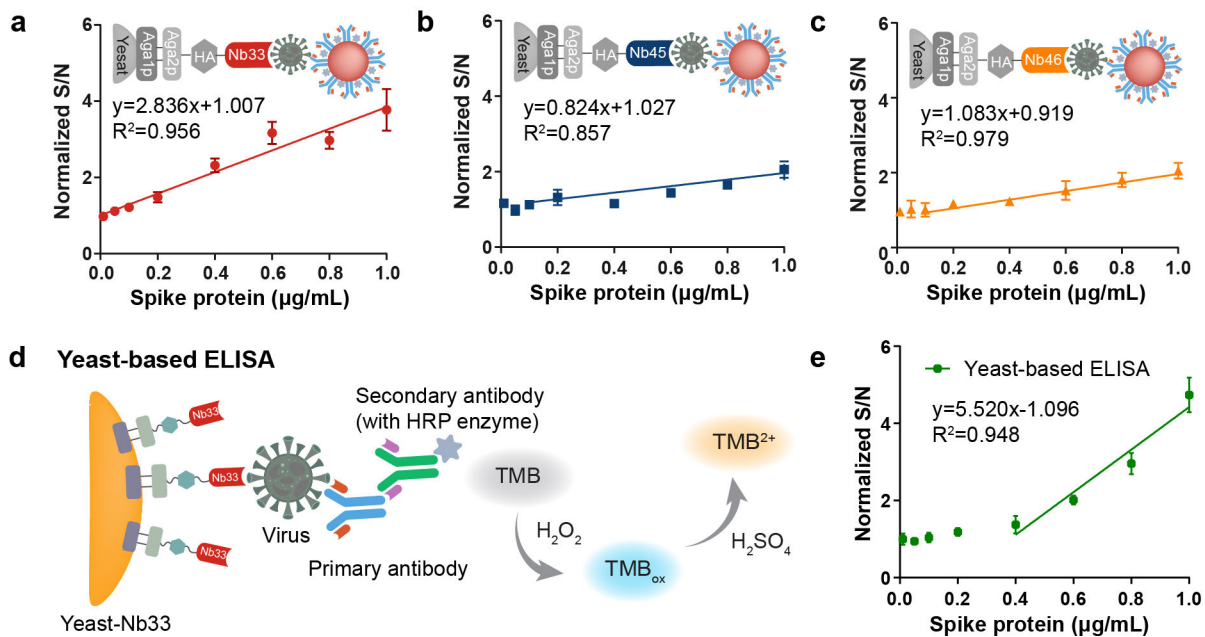 a
6
4
2
0
Normalized S/N
Yesat
Aga1p
Aga2p
HA
Nb33
y=2.836x+1.007
R²=0.956
0.0 0.2 0.4 0.6 0.8 1.0
Spike protein (µg/mL)
b
6
4
2
0
Normalized S/N
Yeast
Aga1p
Aga2p
HA
Nb45
y=0.824x+1.027
R²=0.857
0.0 0.2 0.4 0.6 0.8 1.0
Spike protein (µg/mL)
c
6
4
2
0
Normalized S/N
Yeast
Aga1p
Aga2p
HA
Nb46
y=1.083x+0.919
R²=0.979
0.0 0.2 0.4 0.6 0.8 1.0
Spike protein (µg/mL)
d Yeast-based ELISA
Nb33
Nb33
Nb33
Yeast-Nb33
Virus
Primary antibody
Secondary antibody
(with HRP enzyme)
TMB
H₂O₂
TMBₒₓ
H₂SO₄
TMB²⁺
e
6
4
2
0
Normalized S/N
Yeast-based ELISA
y=5.520x-1.096
R²=0.948
0.0 0.2 0.4 0.6 0.8 1.0
Spike protein (µg/mL)